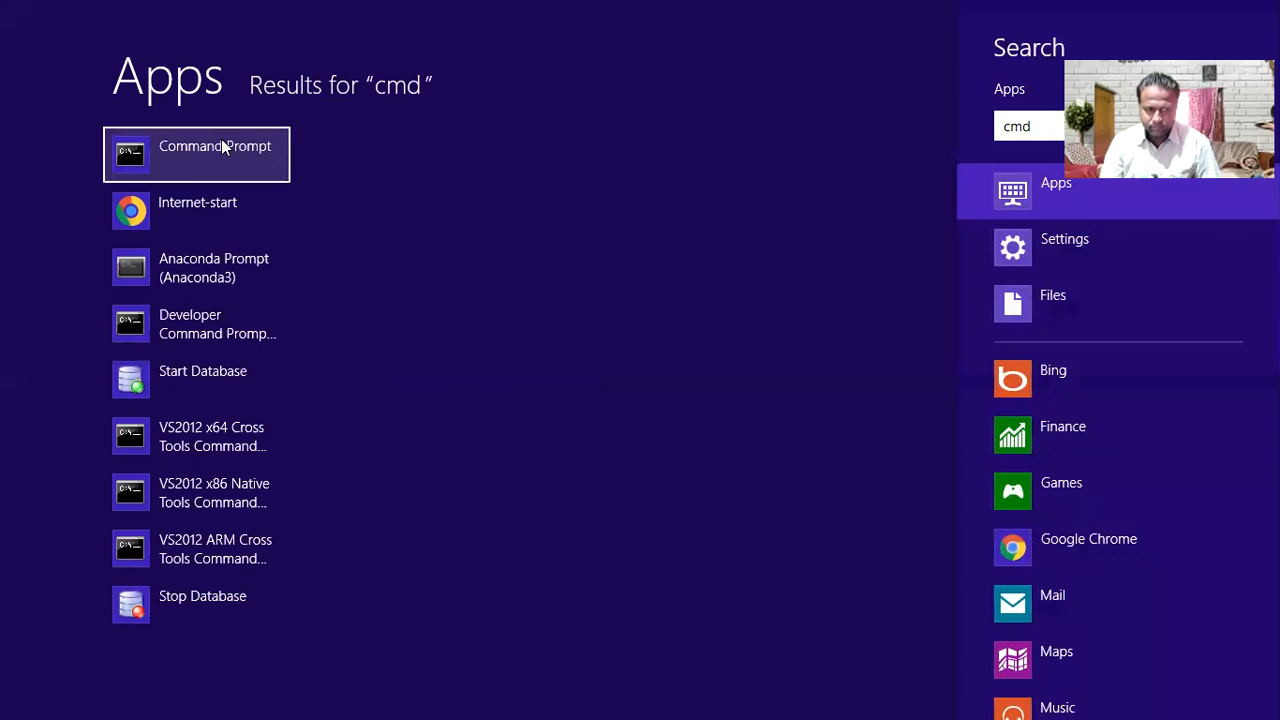 Apps Results for “cmd”
Command Prompt
Internet-start
Anaconda Prompt
(Anaconda3)
Developer
Command Promp...
Start Database
VS2012 x64 Cross
Tools Command...
VS2012 x86 Native
Tools Command...
VS2012 ARM Cross
Tools Command...
Stop Database
Search
Apps
cmd
Apps
Settings
Files
Bing
Finance
Games
Google Chrome
Mail
Maps
Music